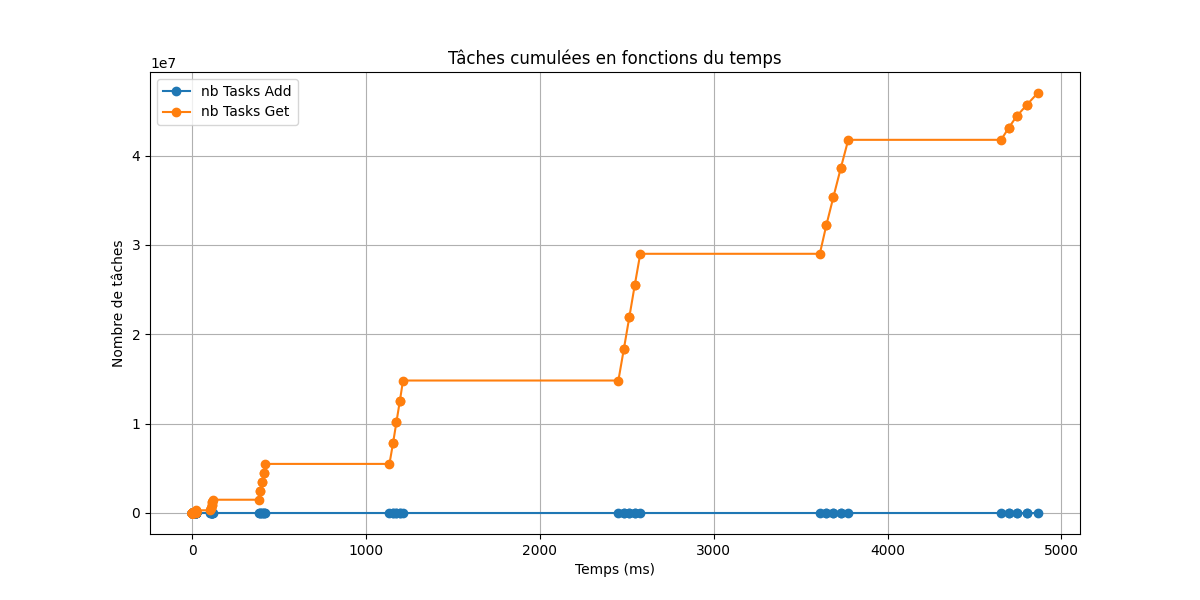 Tâches cumulées en fonctions du temps
1e7
nb Tasks Add
nb Tasks Get
4
3
2
1
0
Nombre de tâches
0 1000 2000 3000 4000 5000
Temps (ms)